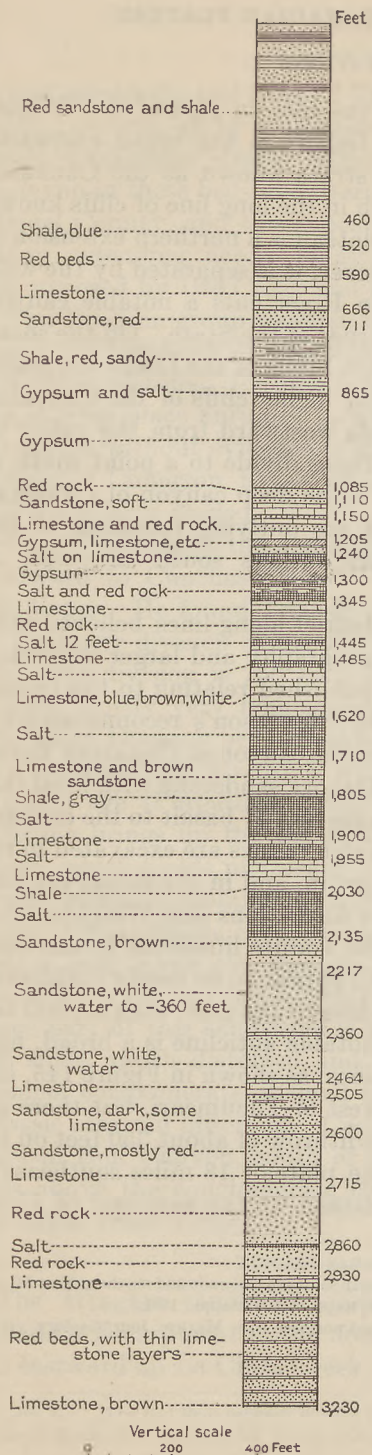 Feet
Red sandstone and shale
460
Shale, blue
520
Red beds
590
Limestone
666
Sandstone, red
711
Shale, red, sandy
Gypsum and salt
865
Gypsum
Red rock
1,085
Sandstone, soft
1,110
1,150
Limestone and red rock
1,205
Gypsum, limestone, etc.
1,240
Salt on limestone
Gypsum
1,300
Salt and red rock
1,345
Limestone
Red rock
Salt 12 feet
1,445
Limestone
1,485
Salt
Limestone, blue, brown, white
1,620
Salt
1,710
Limestone and brown
sandstone
1,805
Shale, gray
Salt
1,900
Limestone
Salt
1,955
Limestone
2,030
Shale
Salt
2,135
Sandstone, brown
2,217
Sandstone, white,
water to -360 feet
2,360
Sandstone, white,
water
2,464
Limestone
2,505
Sandstone, dark, some
limestone
2,600
Sandstone, mostly red
Limestone
2,715
Red rock
Salt
2,860
Red rock
2,930
Limestone
Red beds, with thin lime-
stone layers
Limestone, brown
3,230
Vertical scale
0 200 400 Feet